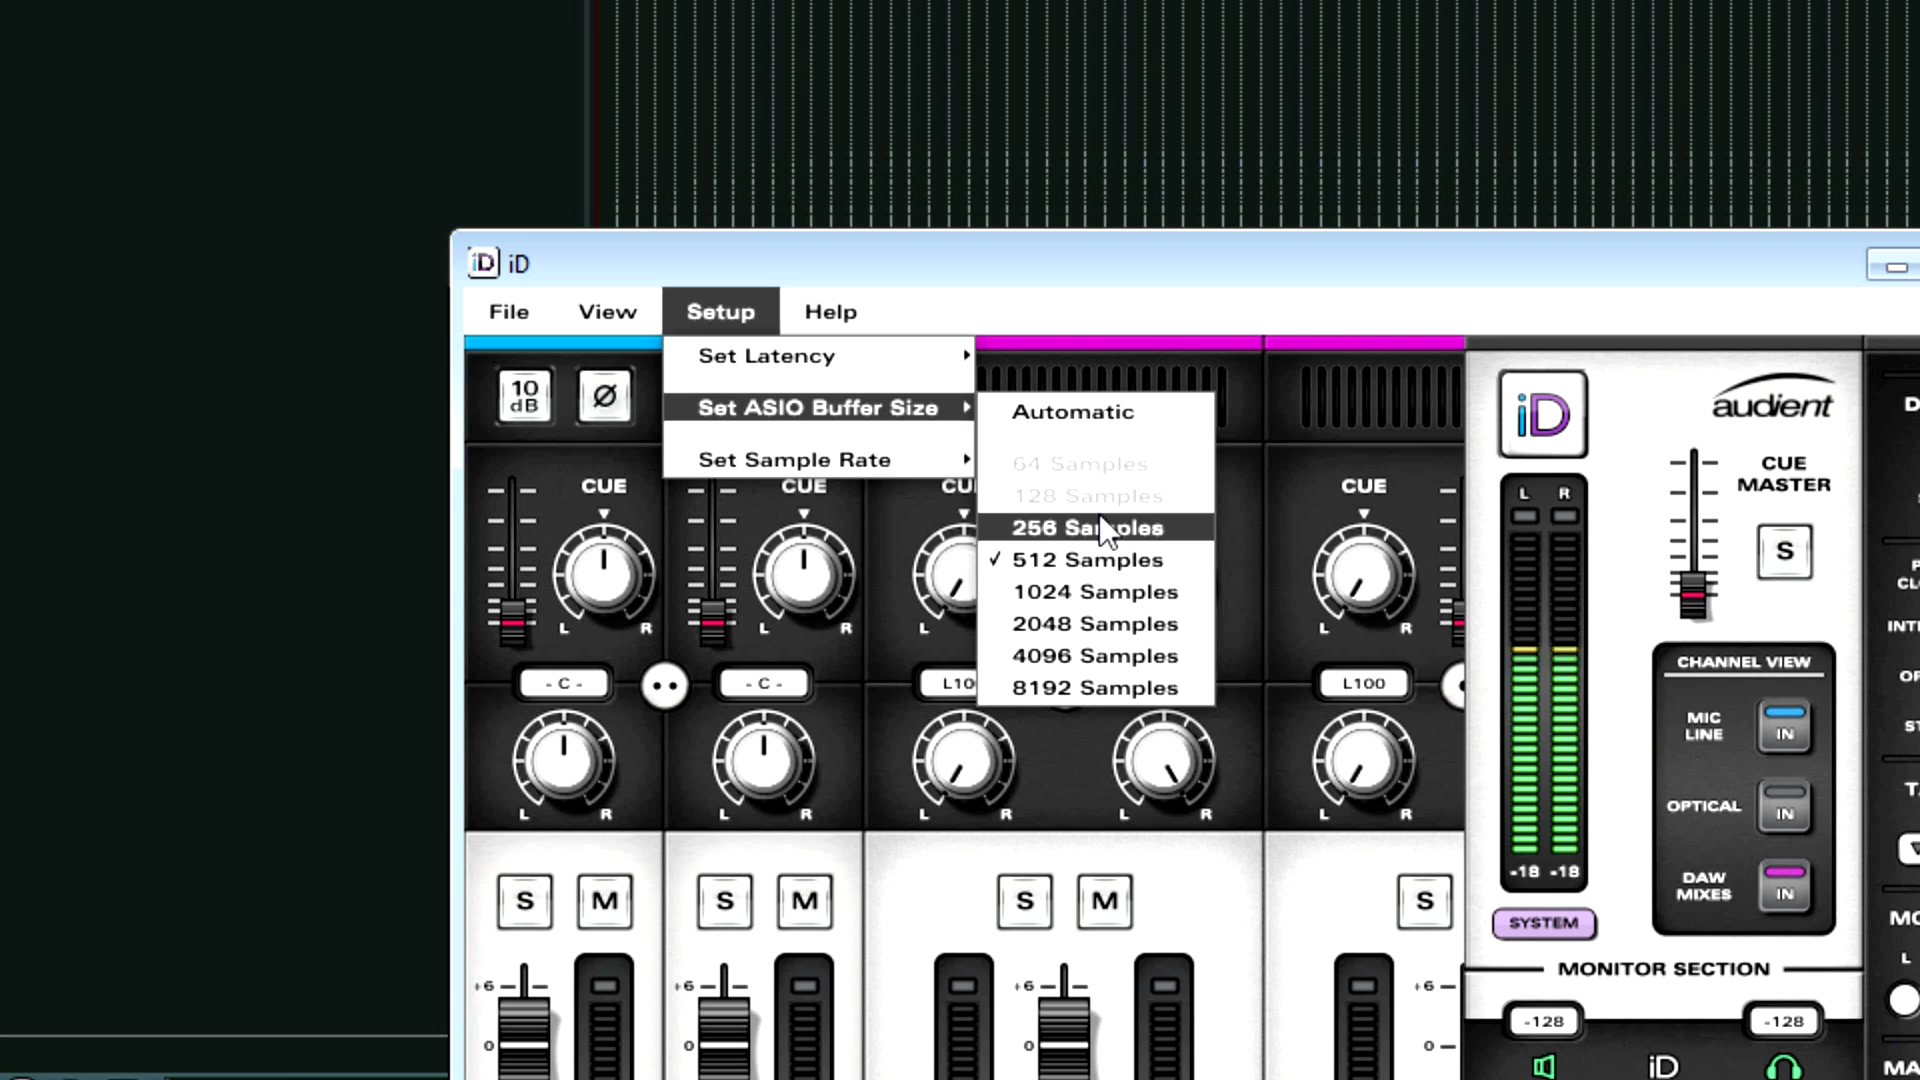 iD iD
File View Setup Help
Set Latency
10 dB Ø
Set ASIO Buffer Size
Automatic
iD audient
Set Sample Rate
64 Samples
128 Samples
256 Samples
✓ 512 Samples
1024 Samples
2048 Samples
4096 Samples
8192 Samples
CUE CUE CUE
CUE MASTER
L R
S
L R L R L L R
CHANNEL VIEW
- C - - C - L100
MIC LINE IN
OPTICAL IN
DAW MIXES IN
L R L R L R L R L R
-18 -18
S M S M S M S
SYSTEM
MONITOR SECTION
+6 +6 +6 +6
-128 -128
0 0 0 0
iD